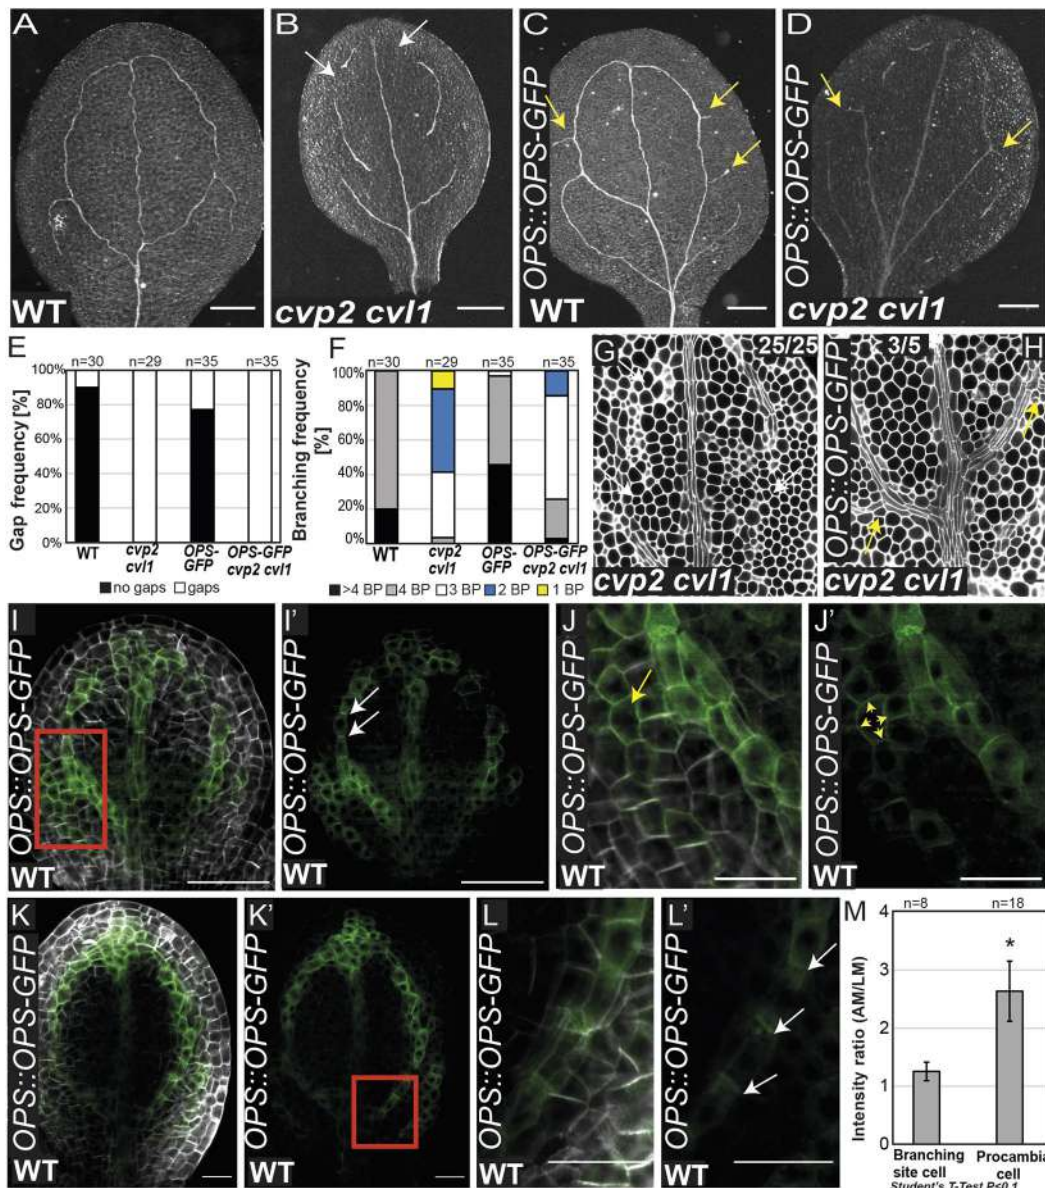 A
WT
B
cvp2 cvl1
C
OPS::OPS-GFP
WT
D
OPS::OPS-GFP
cvp2 cvl1
E
n=30 n=29 n=35 n=35
Gap frequency [%]
100%
80%
60%
40%
20%
0%
WT
cvp2 cvl1
OPS-GFP
OPS-GFP cvp2 cvl1
no gaps gaps
F
n=30 n=29 n=35 n=35
Branching frequency [%]
100%
80%
60%
40%
20%
0%
WT
cvp2 cvl1
OPS-GFP
OPS-GFP cvp2 cvl1
>4 BP 4 BP 3 BP 2 BP 1 BP
G
25/25
cvp2 cvl1
OPS::OPS-GFP
3/5
H
cvp2 cvl1
I
OPS::OPS-GFP
WT
I'
OPS::OPS-GFP
WT
J
OPS::OPS-GFP
WT
J'
OPS::OPS-GFP
WT
K
OPS::OPS-GFP
WT
K'
OPS::OPS-GFP
WT
L
OPS::OPS-GFP
WT
L'
OPS::OPS-GFP
WT
M
n=8 n=18
Intensity ratio (AM/LM)
4
3
2
1
0
*
Branching site cell
Procambia cell
Student's T-Test P<0.1